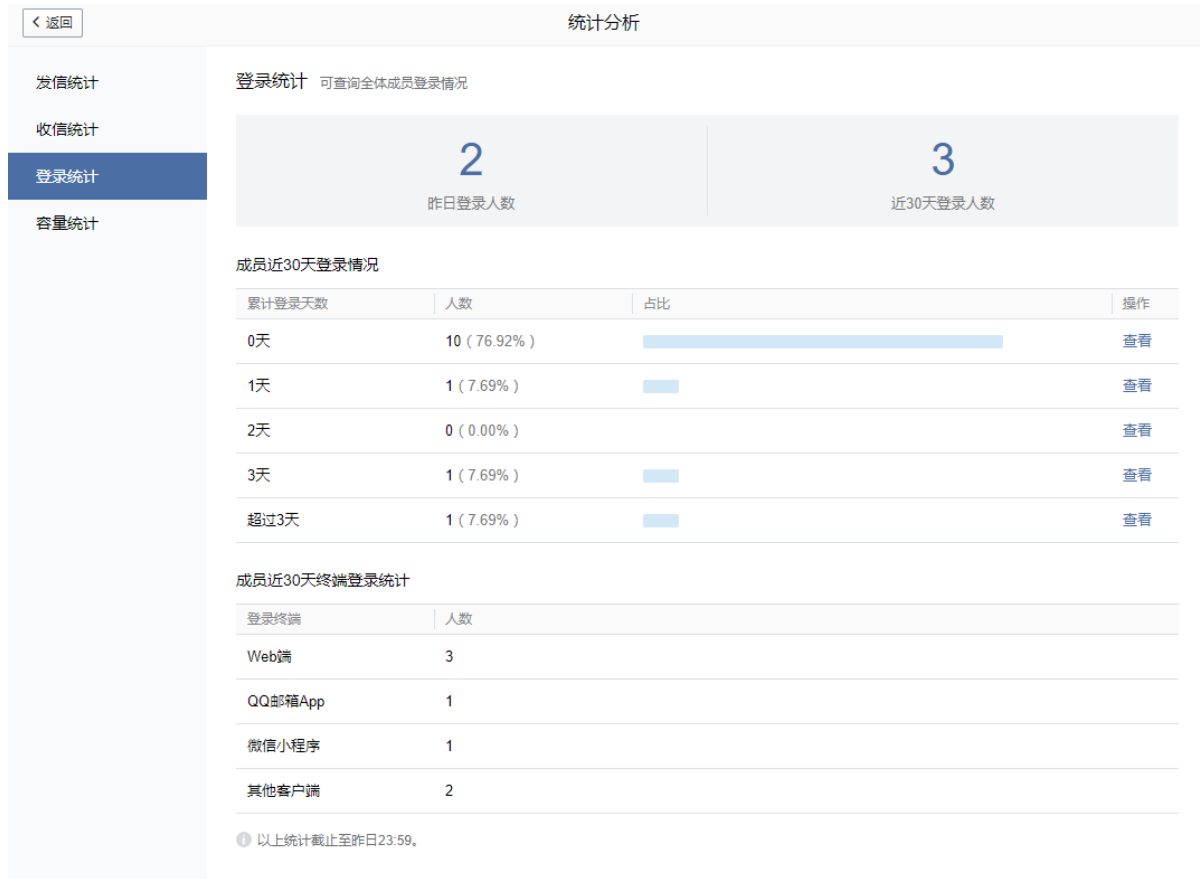 返回
统计分析
发信统计
收信统计
登录统计
容量统计
登录统计 可查询全体成员登录情况
2
昨日登录人数
3
近30天登录人数
成员近30天登录情况
累计登录天数 人数 占比 操作
0天 10 ( 76.92% ) 查看
1天 1 ( 7.69% ) 查看
2天 0 ( 0.00% ) 查看
3天 1 ( 7.69% ) 查看
超过3天 1 ( 7.69% ) 查看
成员近30天终端登录统计
登录终端 人数
Web端 3
QQ邮箱App 1
微信小程序 1
其他客户端 2
以上统计截止至昨日23:59。